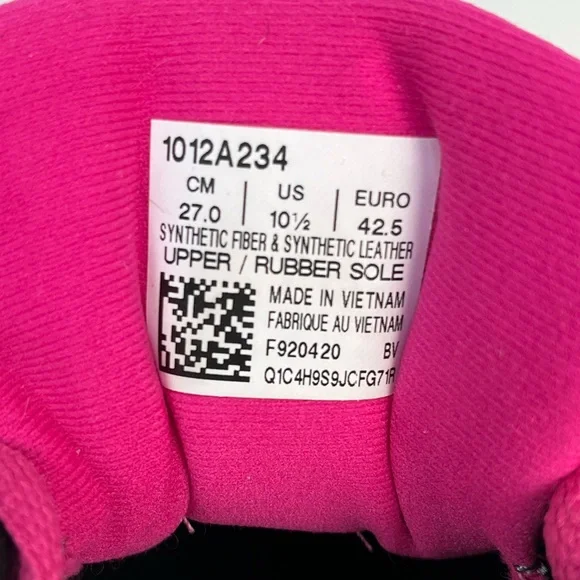 1012A234
CM | US | EURO
27.0 | 10½ | 42.5
SYNTHETIC FIBER & SYNTHETIC LEATHER
UPPER / RUBBER SOLE
MADE IN VIETNAM
FABRIQUE AU VIETNAM
F920420 BV
Q1C4H9S9JCFG71R